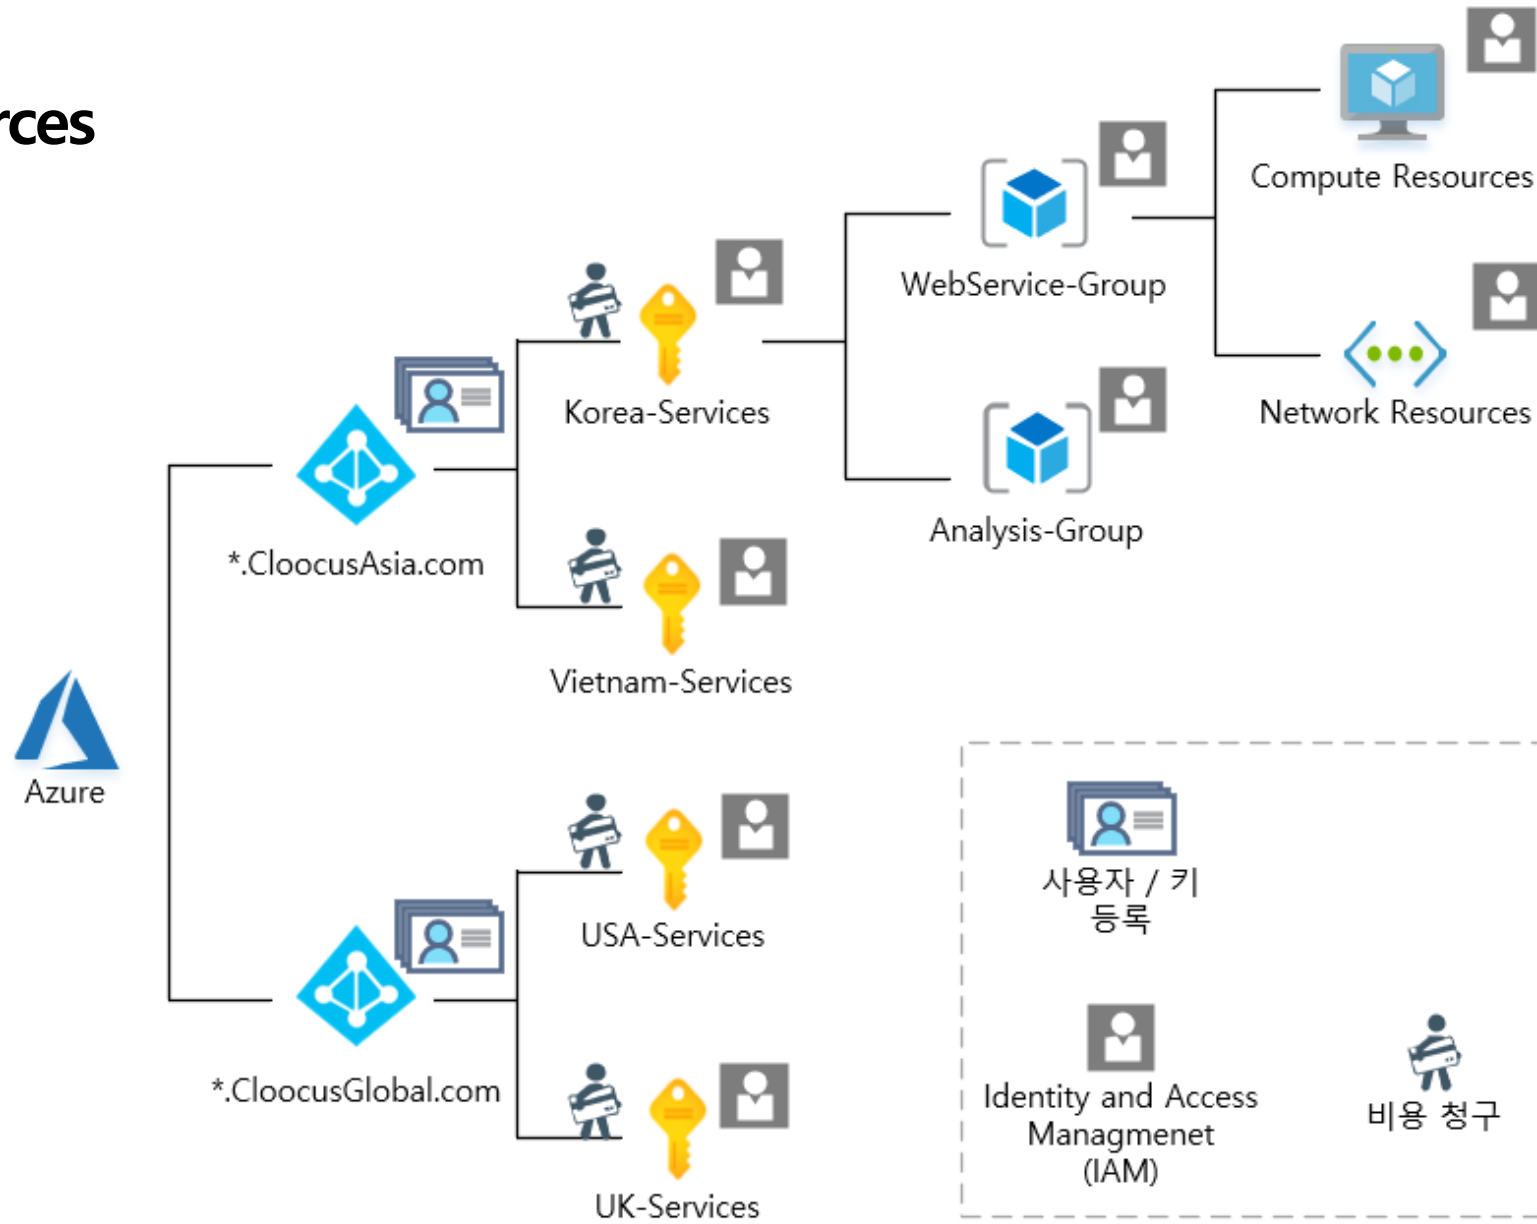 rces
Compute Resources
WebService-Group
Korea-Services
Network Resources
Analysis-Group
*.CloocusAsia.com
Vietnam-Services
Azure
사용자 / 키
등록
USA-Services
*.CloocusGlobal.com
Identity and Access
Managmenet
(IAM)
비용 청구
UK-Services